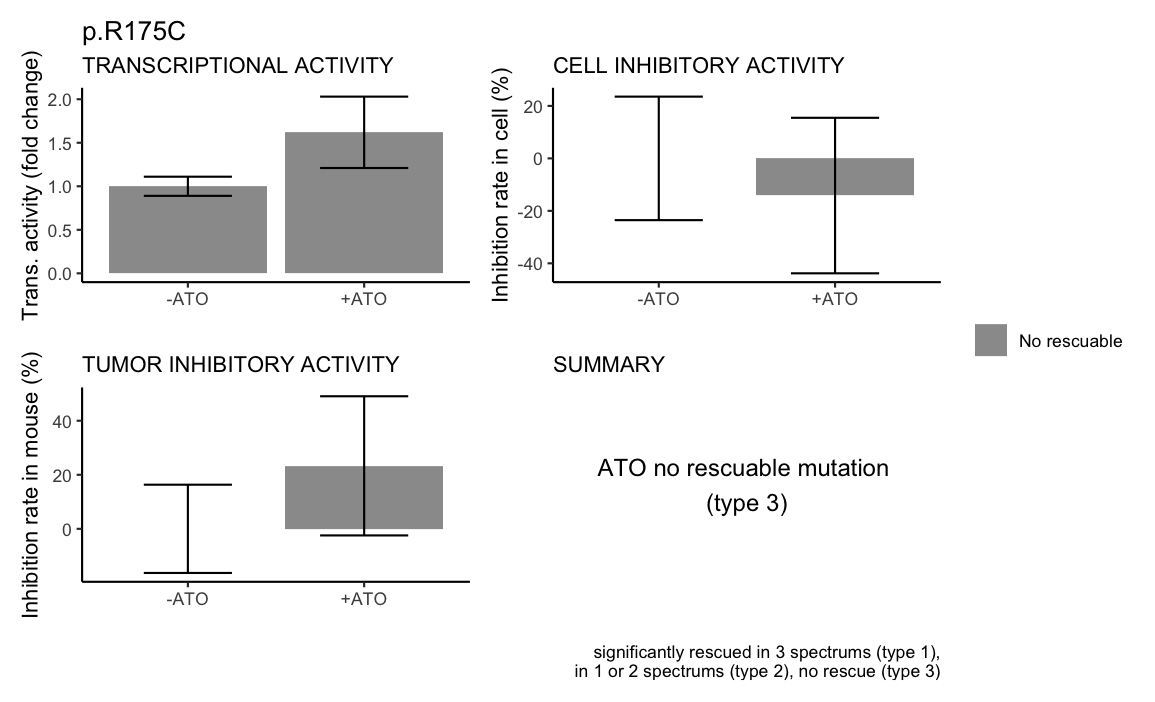 p.R175C
TRANSCRIPTIONAL ACTIVITY
Trans. activity (fold change)
2.0
1.5
1.0
0.5
0.0
-ATO +ATO
CELL INHIBITORY ACTIVITY
Inhibition rate in cell (%)
20
0
-20
-40
-ATO +ATO
No rescuable
TUMOR INHIBITORY ACTIVITY
Inhibition rate in mouse (%)
40
20
0
-ATO +ATO
SUMMARY
ATO no rescuable mutation
(type 3)
significantly rescued in 3 spectrums (type 1),
in 1 or 2 spectrums (type 2), no rescue (type 3)